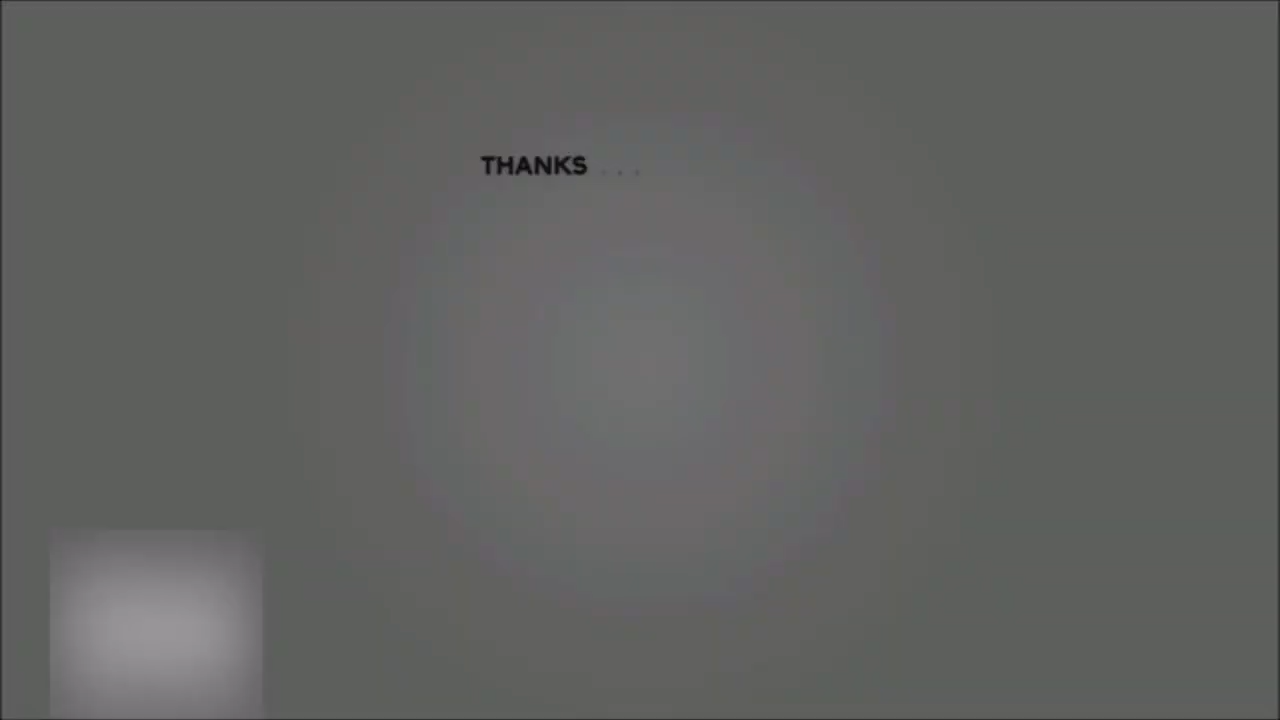 THANKS . . .